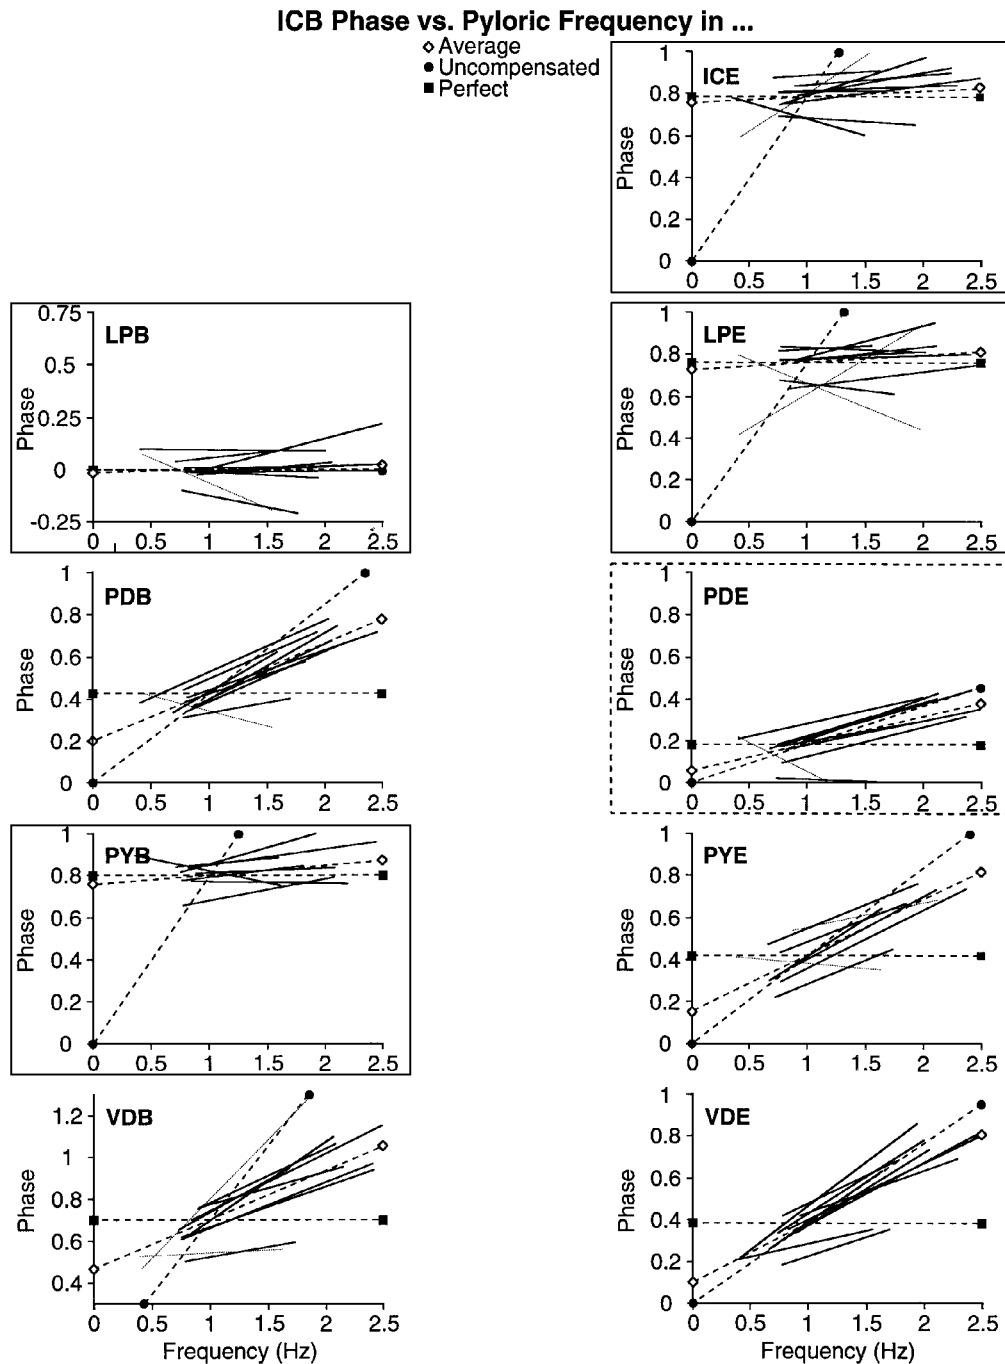 ICB Phase vs. Pyloric Frequency in ...
Average
Uncompensated
Perfect
ICE
Phase
1
0.8
0.6
0.4
0.2
0
0 0.5 1 1.5 2 2.5
LPB
Phase
0.75
0.5
0.25
0
-0.25
0 0.5 1 1.5 2 2.5
LPE
Phase
1
0.8
0.6
0.4
0.2
0
0 0.5 1 1.5 2 2.5
PDB
Phase
1
0.8
0.6
0.4
0.2
0
0 0.5 1 1.5 2 2.5
PDE
Phase
1
0.8
0.6
0.4
0.2
0
0 0.5 1 1.5 2 2.5
PYB
Phase
1
0.8
0.6
0.4
0.2
0
0 0.5 1 1.5 2 2.5
PYE
Phase
1
0.8
0.6
0.4
0.2
0
0 0.5 1 1.5 2 2.5
VDB
Phase
1.2
1
0.8
0.6
0.4
0 0.5 1 1.5 2 2.5
Frequency (Hz)
VDE
Phase
1
0.8
0.6
0.4
0.2
0
0 0.5 1 1.5 2 2.5
Frequency (Hz)